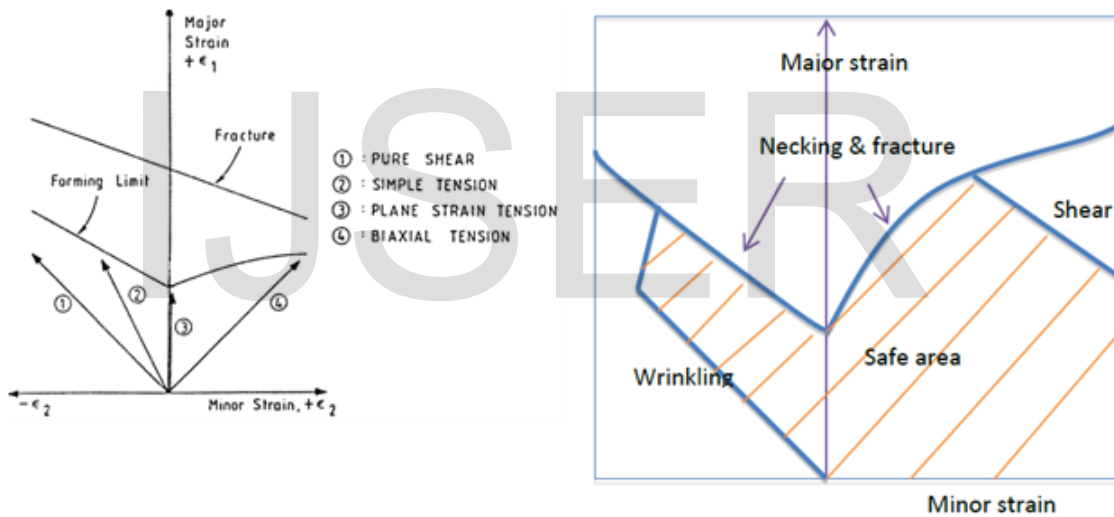 Major
Strain
+ϵ₁
Fracture
Forming Limit
① : PURE SHEAR
② : SIMPLE TENSION
③ : PLANE STRAIN TENSION
④ : BIAXIAL TENSION
①
②
③
④
-ϵ₂
Minor Strain, +ϵ₂
Major strain
Necking & fracture
Shear
Safe area
Wrinkling
Minor strain
IJSER